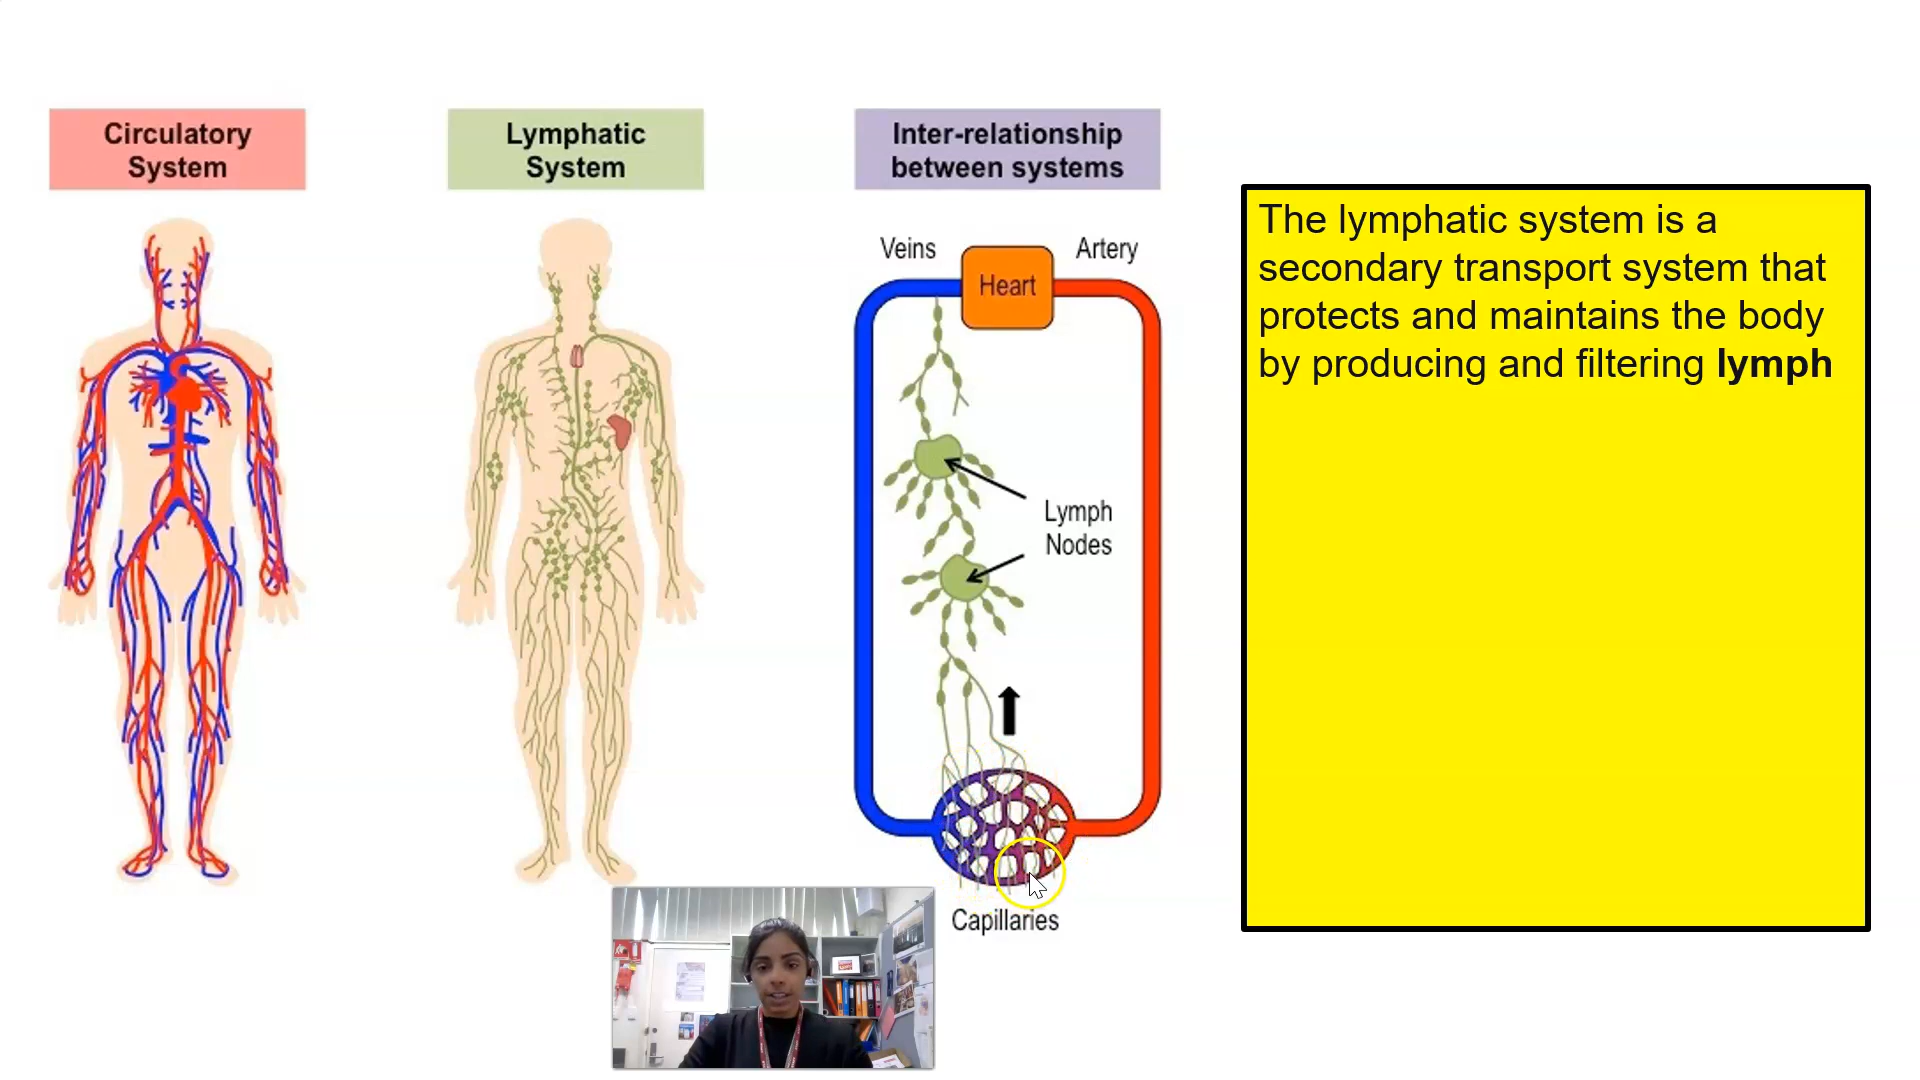 Circulatory
System
Lymphatic
System
Inter-relationship
between systems
Veins
Artery
Heart
Lymph
Nodes
Capillaries
The lymphatic system is a
secondary transport system that
protects and maintains the body
by producing and filtering lymph